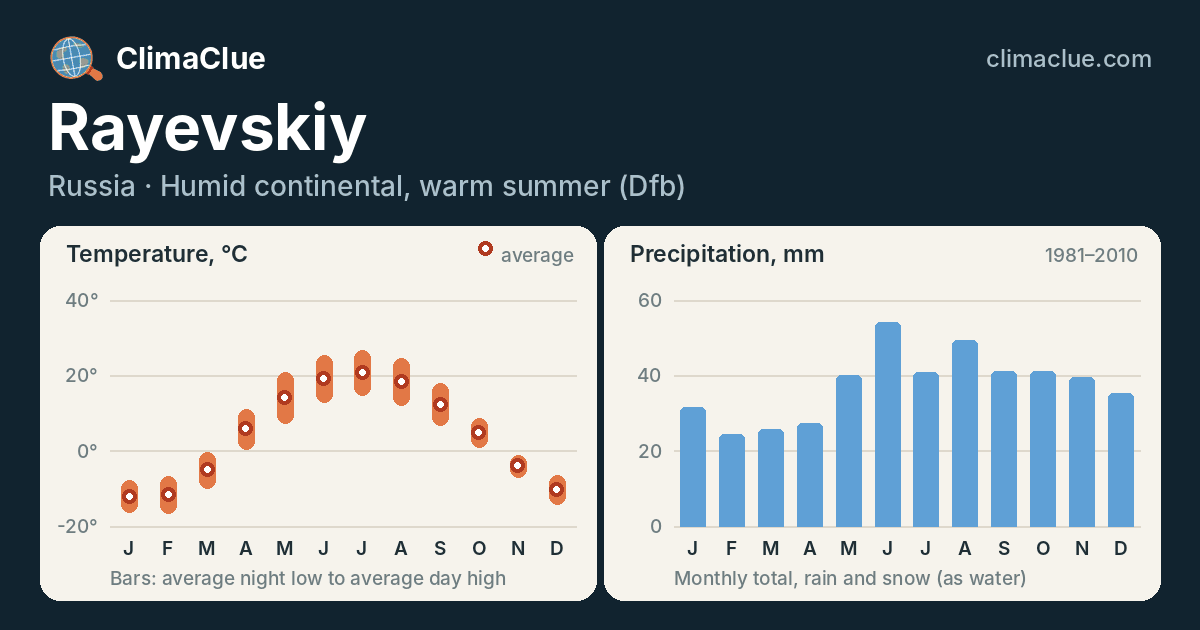 ClimaClue
climaclue.com
Rayevskiy
Russia · Humid continental, warm summer (Dfb)
Temperature, °C
average
40°
20°
0°
-20°
J F M A M J J A S O N D
Bars: average night low to average day high
Precipitation, mm
1981–2010
60
40
20
0
J F M A M J J A S O N D
Monthly total, rain and snow (as water)